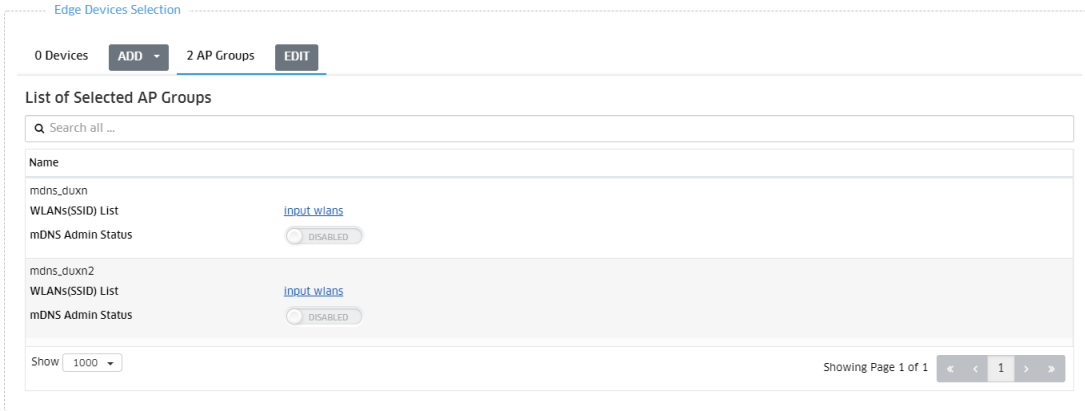 Edge Devices Selection
0 Devices ADD 2 AP Groups EDIT
List of Selected AP Groups
Search all ...
Name
mdns_duxn
WLANs(SSID) List input wlans
mDNS Admin Status DISABLED
mdns_duxn2
WLANs(SSID) List input wlans
mDNS Admin Status DISABLED
Show 1000 Showing Page 1 of 1 « ‹ 1 › »